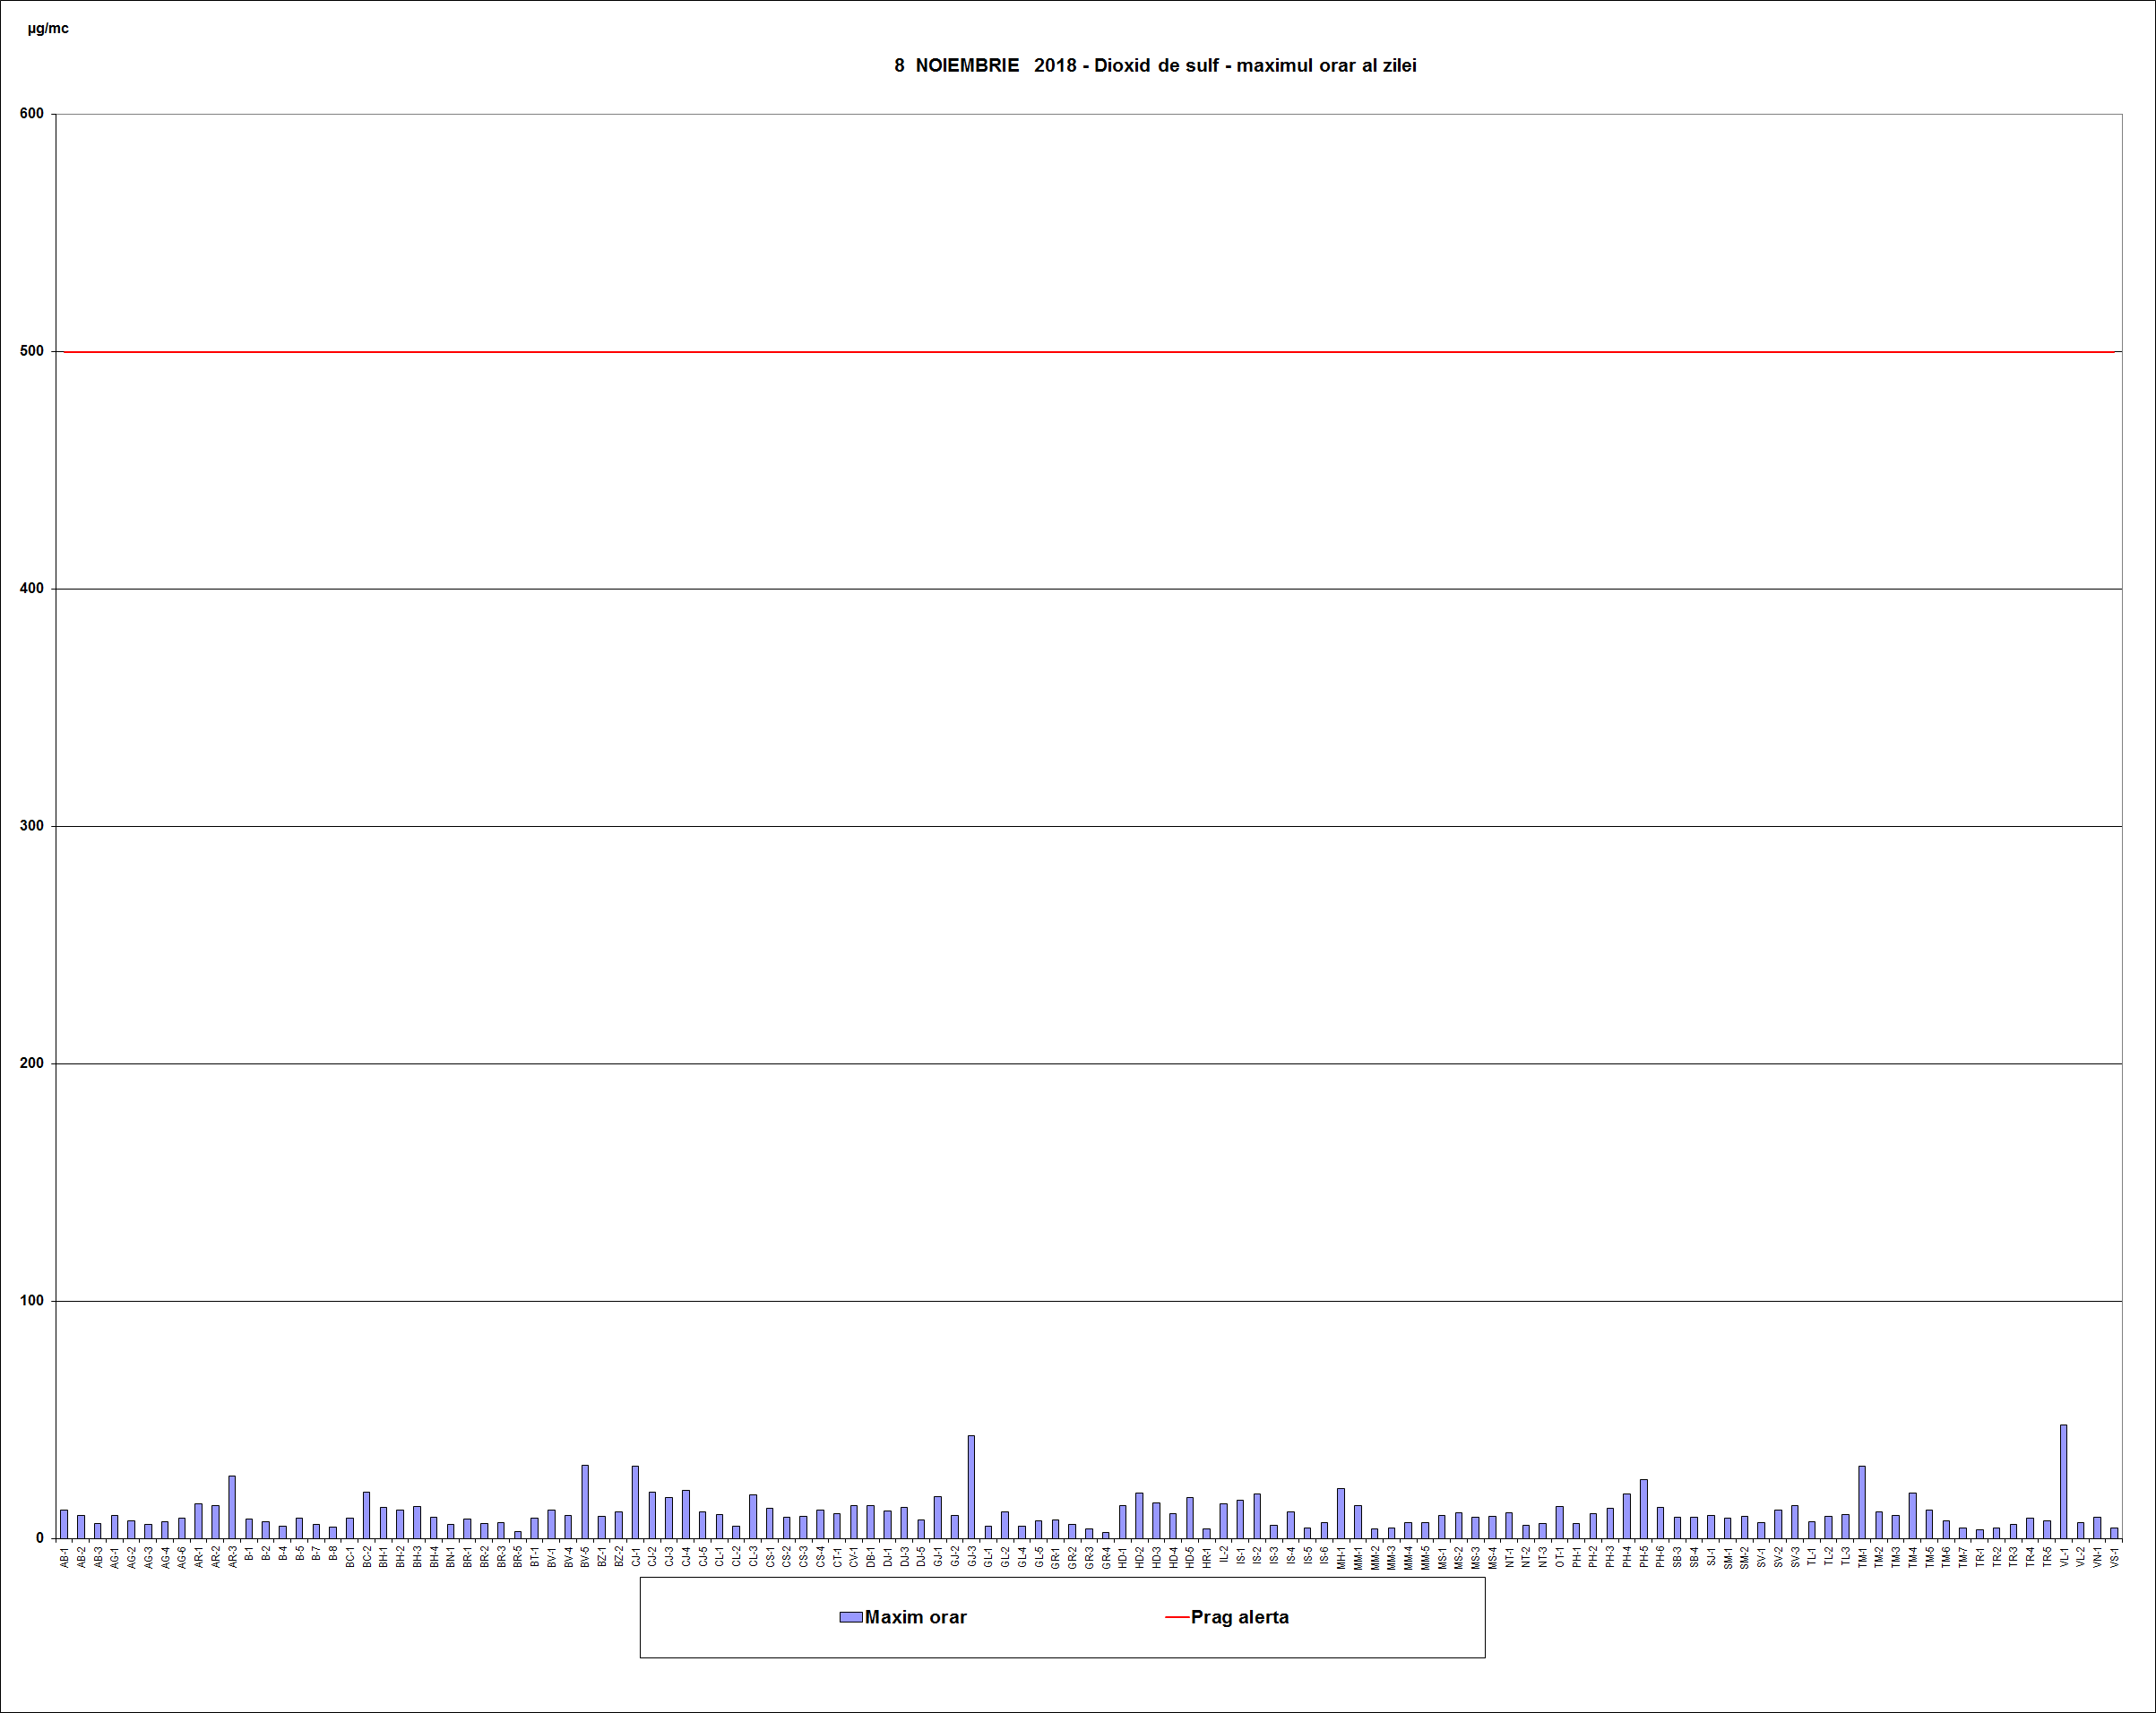 µg/mc
8 NOIEMBRIE 2018 - Dioxid de sulf - maximul orar al zilei
600
500
400
300
200
100
0
AB-1 AB-2 AB-3 AG-1 AG-2 AG-3 AG-4 AG-6 AR-1 AR-2 AR-3 B-1 B-2 B-4 B-5 B-7 B-8 BC-1 BC-2 BH-1 BH-2 BH-3 BH-4 BN-1 BR-1 BR-2 BR-3 BR-5 BT-1 BV-1 BV-4 BV-5 BZ-1 BZ-2 CJ-1 CJ-2 CJ-3 CJ-4 CJ-5 CL-1 CL-2 CL-3 CS-1 CS-2 CS-3 CS-4 CT-1 CV-1 DB-1 DJ-1 DJ-3 DJ-5 GJ-1 GJ-2 GJ-3 GL-1 GL-2 GL-4 GL-5 GR-1 GR-2 GR-3 GR-4 HD-1 HD-2 HD-3 HD-4 HD-5 HR-1 IL-2 IS-1 IS-2 IS-3 IS-4 IS-5 IS-6 MH-1 MM-1 MM-2 MM-3 MM-4 MM-5 MS-1 MS-2 MS-3 MS-4 NT-1 NT-2 NT-3 OT-1 PH-1 PH-2 PH-3 PH-4 PH-5 PH-6 SB-3 SB-4 SJ-1 SM-1 SM-2 SV-1 SV-2 SV-3 TL-1 TL-2 TL-3 TM-1 TM-2 TM-3 TM-4 TM-5 TM-6 TM-7 TR-1 TR-2 TR-3 TR-4 TR-5 VL-1 VL-2 VN-1 VS-1
Maxim orar Prag alerta